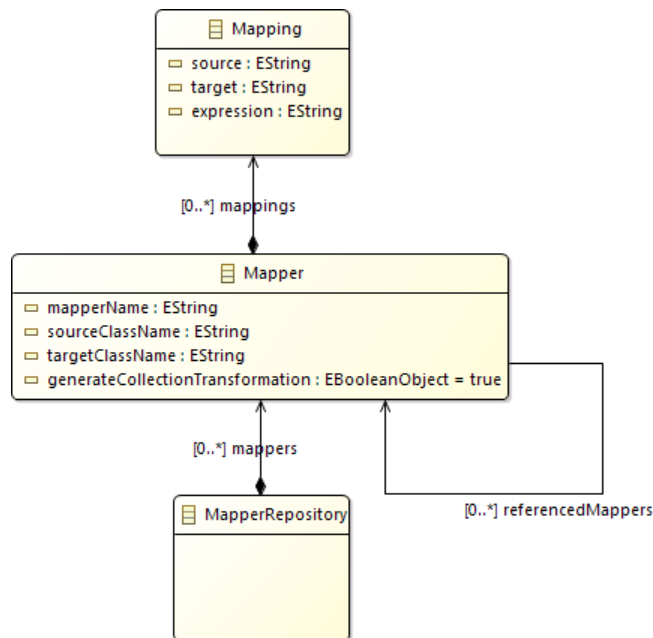 Mapping
source : EString
target : EString
expression : EString
[0..*] mappings
Mapper
mapperName : EString
sourceClassName : EString
targetClassName : EString
generateCollectionTransformation : EBooleanObject = true
[0..*] mappers
[0..*] referencedMappers
MapperRepository